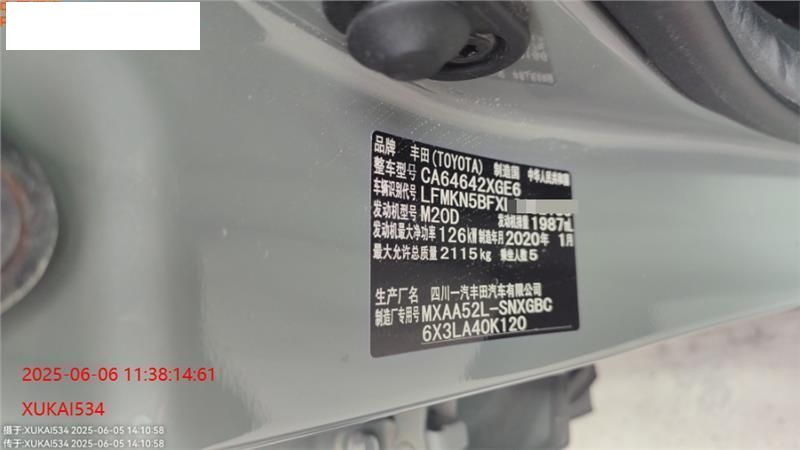 品牌 丰田(TOYOTA) 制造国 中华人民共和国
整车型号 CA64642XGE6
车辆识别代号 LFMKN5BFX
发动机型号 M20D 发动机排量 1987mL
发动机最大净功率 126kW 制造年月 2020年 1月
最大允许总质量 2115kg 乘坐人数 5
生产厂名 四川一汽丰田汽车有限公司
制造厂专用号 MXAA52L-SNXGBC
6X3LA40K120
2025-06-06 11:38:14:61
XUKAI534
摄于:XUKAI534 2025-06-05 14:10:58
传于:XUKAI534 2025-06-05 14:10:58